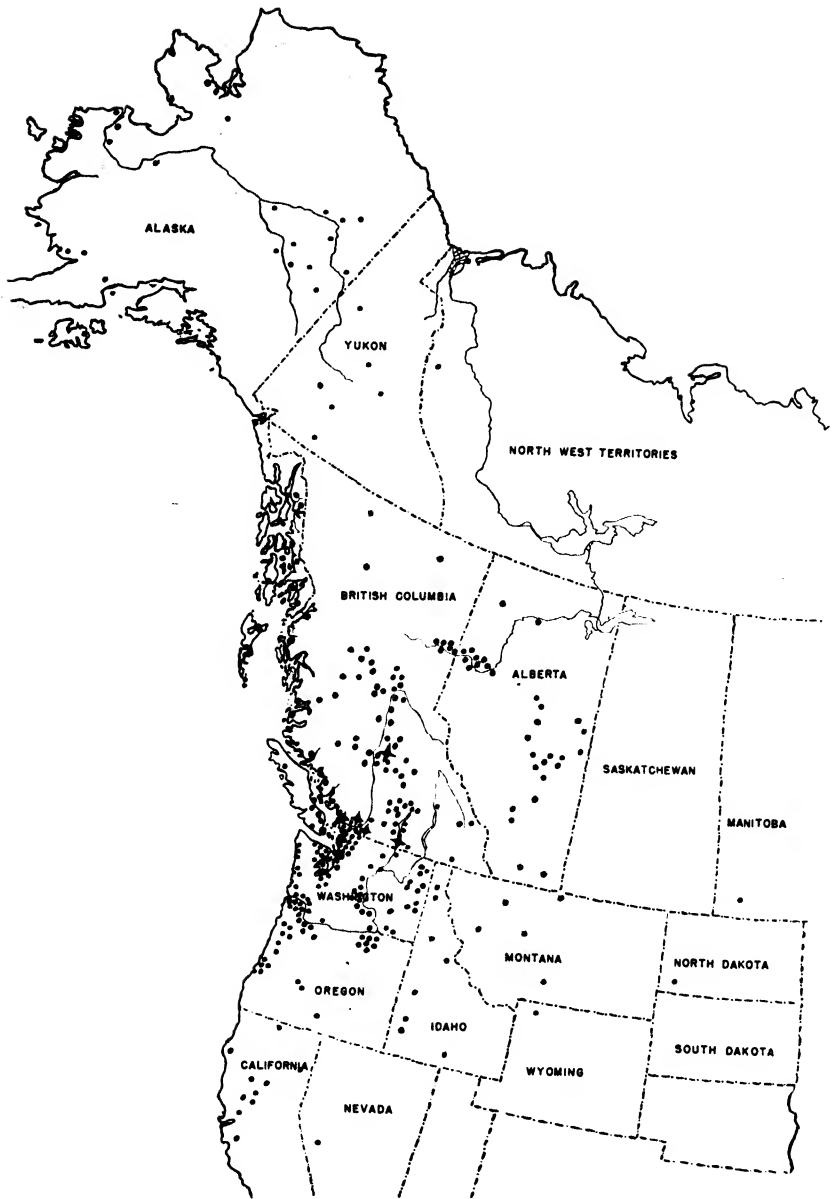 ALASKA
YUKON
NORTH WEST TERRITORIES
BRITISH COLUMBIA
ALBERTA
SASKATCHEWAN
MANITOBA
WASHINGTON
MONTANA
NORTH DAKOTA
OREGON
IDAHO
SOUTH DAKOTA
CALIFORNIA
WYOMING
NEVADA